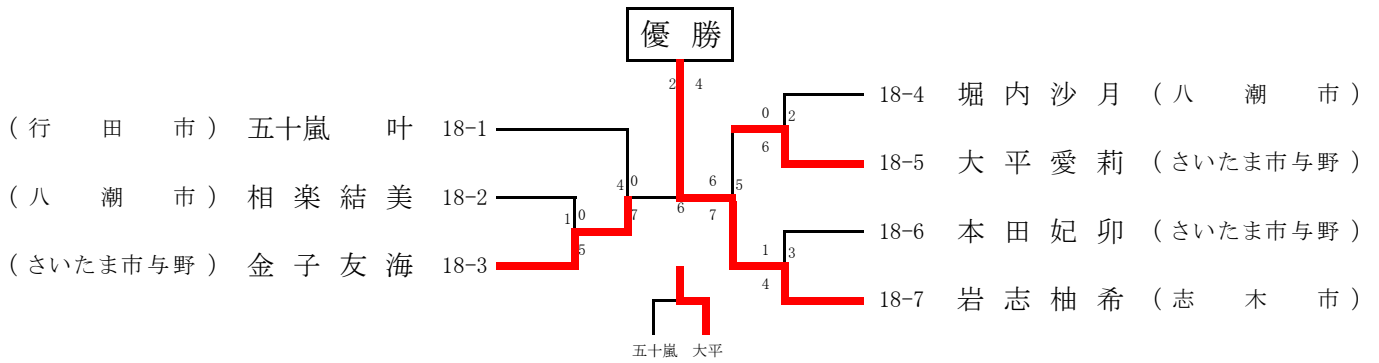 優勝
2 4
(行田市) 五十嵐 叶 18-1
(八潮市) 相楽結美 18-2
(さいたま市与野) 金子友海 18-3
4 0
7
1 0
5
6
0 2
6
6 5
7
1 3
4
18-4 堀内沙月 (八潮市)
18-5 大平愛莉 (さいたま市与野)
18-6 本田妃卯 (さいたま市与野)
18-7 岩志柚希 (志木市)
五十嵐 大平